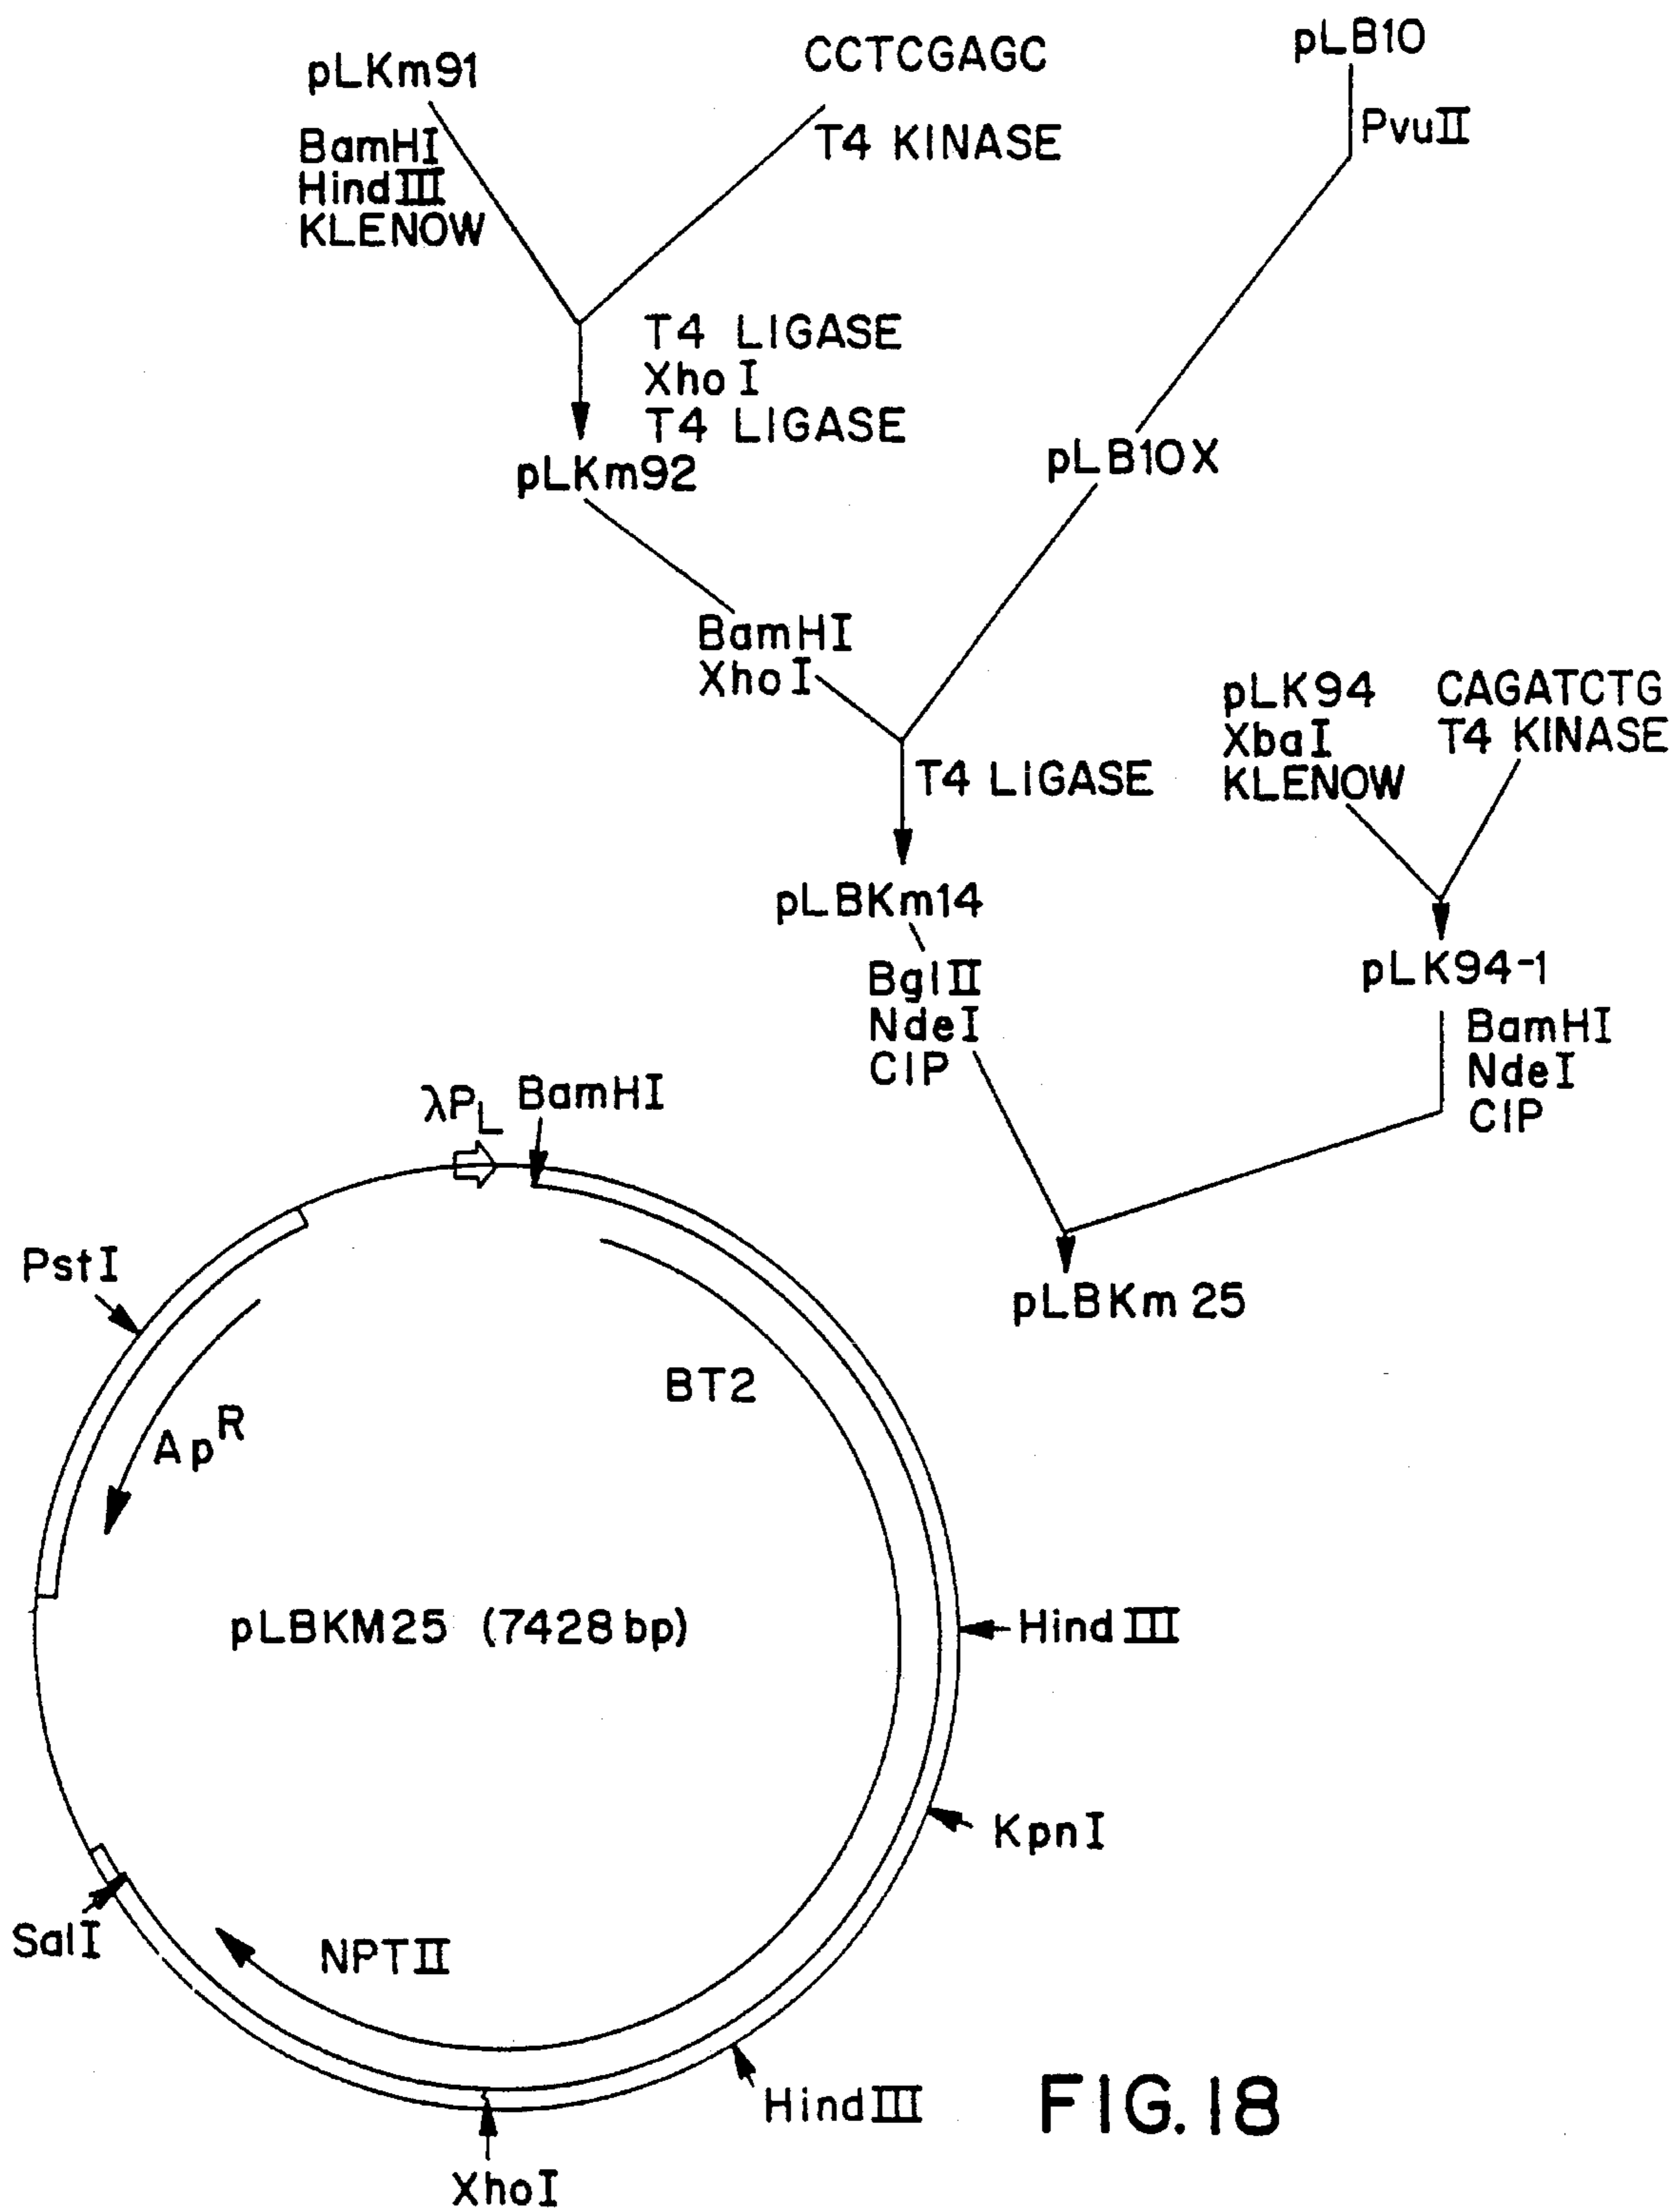 pLKm91
BamHI
HindIII
KLENOW
CCTCGAGC
T4 KINASE
pLB10
PvuII
T4 LIGASE
XhoI
T4 LIGASE
pLKm92
pLB10X
BamHI
XhoI
T4 LIGASE
pLK94
XbaI
KLENOW
CAGATCTG
T4 KINASE
pLBKm14
BglII
NdeI
CIP
pLK94-1
BamHI
NdeI
CIP
pLBKm 25
λPL
BamHI
PstI
ApR
BT2
pLBKM25 (7428bp)
HindIII
KpnI
SalI
NPTII
HindIII
XhoI
FIG.18